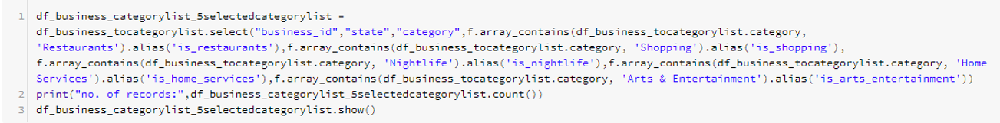 1 df_business_categorylist_5selectedcategorylist =
df_business_tocategorylist.select("business_id","state","category",f.array_contains(df_business_tocategorylist.category,
'Restaurants').alias('is_restaurants'),f.array_contains(df_business_tocategorylist.category, 'Shopping').alias('is_shopping'),
f.array_contains(df_business_tocategorylist.category, 'Nightlife').alias('is_nightlife'),f.array_contains(df_business_tocategorylist.category, 'Home
Services').alias('is_home_services'),f.array_contains(df_business_tocategorylist.category, 'Arts & Entertainment').alias('is_arts_entertainment'))
2 print("no. of records:",df_business_categorylist_5selectedcategorylist.count())
3 df_business_categorylist_5selectedcategorylist.show()